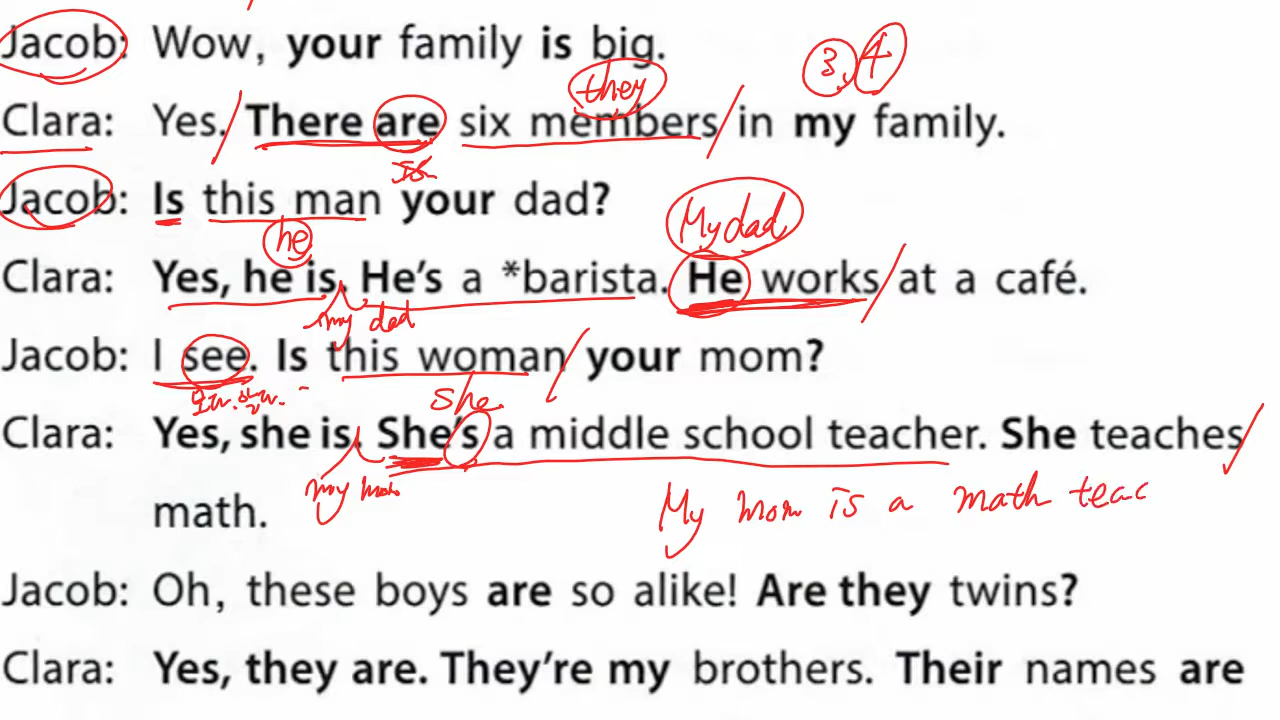 Jacob: Wow, your family is big.
they
3, 4
Clara: Yes. There are six members in my family.
Jacob: Is this man your dad?
he
My dad
Clara: Yes, he is. He's a *barista. He works at a café.
my dad
Jacob: I see. Is this woman your mom?
she
Clara: Yes, she is. She's a middle school teacher. She teaches
my mom
math.
My mom is a math teac
Jacob: Oh, these boys are so alike! Are they twins?
Clara: Yes, they are. They're my brothers. Their names are